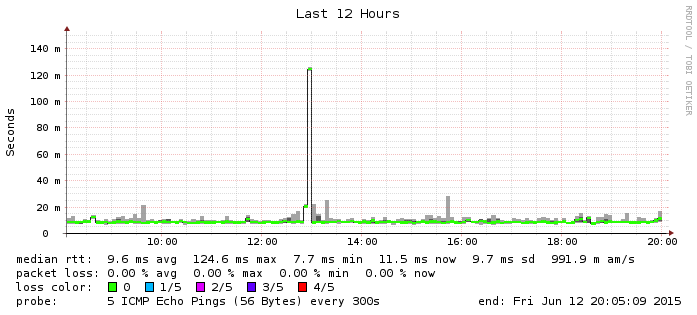 Last 12 Hours
RRDTOOL / TOBI OETIKER
Seconds
140 m
120 m
100 m
80 m
60 m
40 m
20 m
0
10:00 12:00 14:00 16:00 18:00 20:00
median rtt: 9.6 ms avg 124.6 ms max 7.7 ms min 11.5 ms now 9.7 ms sd 991.9 m am/s
packet loss: 0.00 % avg 0.00 % max 0.00 % min 0.00 % now
loss color: 0 1/5 2/5 3/5 4/5
probe: 5 ICMP Echo Pings (56 Bytes) every 300s end: Fri Jun 12 20:05:09 2015